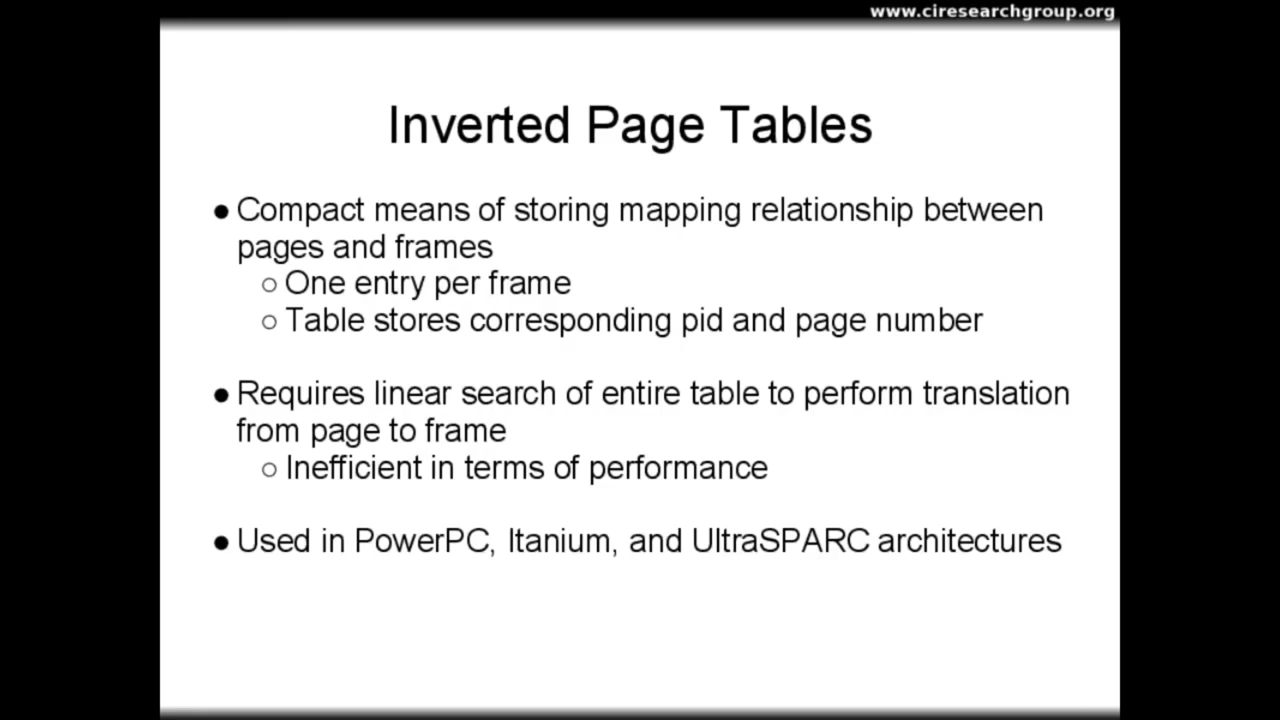 www.ciresearchgroup.org
Inverted Page Tables
● Compact means of storing mapping relationship between
pages and frames
○ One entry per frame
○ Table stores corresponding pid and page number
● Requires linear search of entire table to perform translation
from page to frame
○ Inefficient in terms of performance
● Used in PowerPC, Itanium, and UltraSPARC architectures